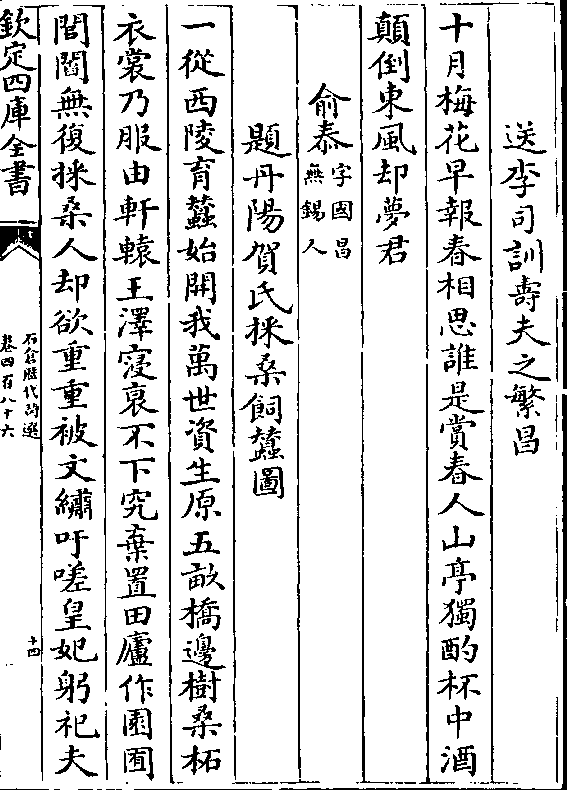 送李司訓壽夫之繁昌
十月梅花早報春相思誰是賞春人山亭獨酌杯中酒
顛倒東風却夢君
俞泰字國昌
無錫人
題丹陽賀氏採桑飼蠶圖
一從西陵育蠶始開我萬世資生原五畝橋邊樹桑柘
衣裳乃服由軒轅王澤寖衰不下究棄置田廬作園囿
閭閻無復採桑人却欲重重被文繡吁嗟皇妃躬祀夫
欽定四庫全書
石倉歷代詩選
卷四百八十六
十四